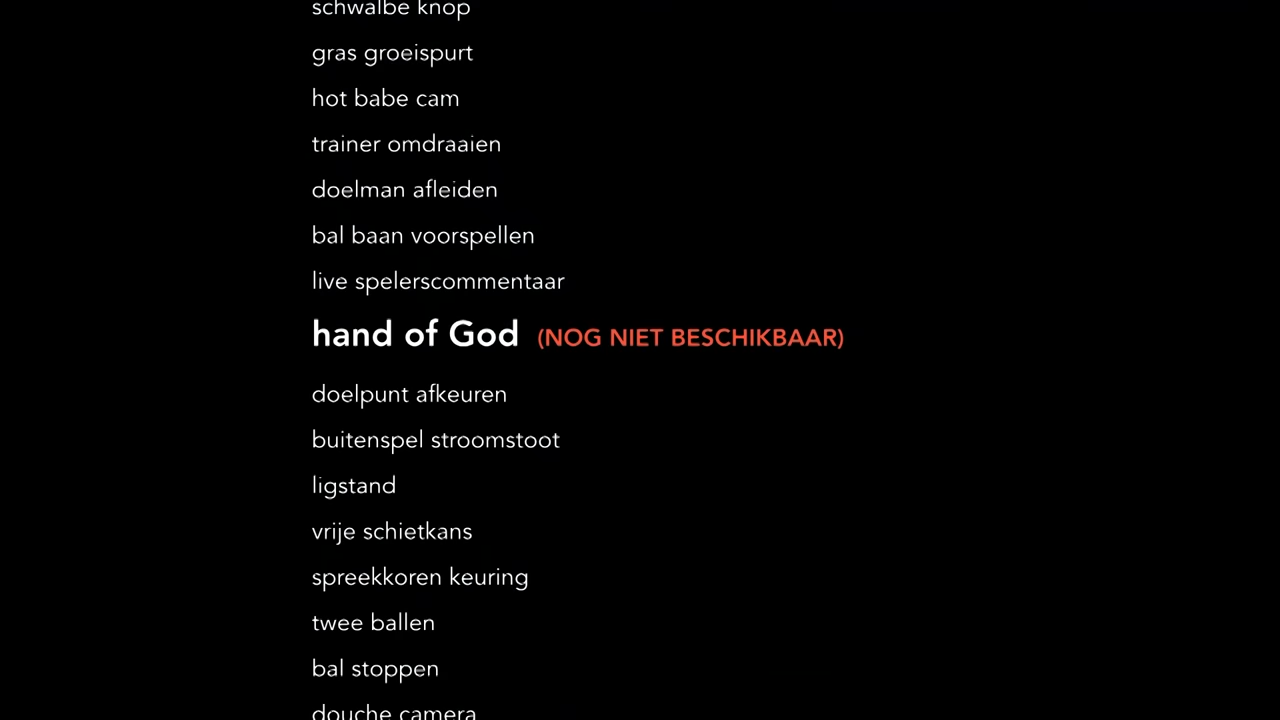 schwalbe knop
gras groeispurt
hot babe cam
trainer omdraaien
doelman afleiden
bal baan voorspellen
live spelerscommentaar
hand of God (NOG NIET BESCHIKBAAR)
doelpunt afkeuren
buitenspel stroomstoot
ligstand
vrije schietkans
spreekkoren keuring
twee ballen
bal stoppen
douche camera